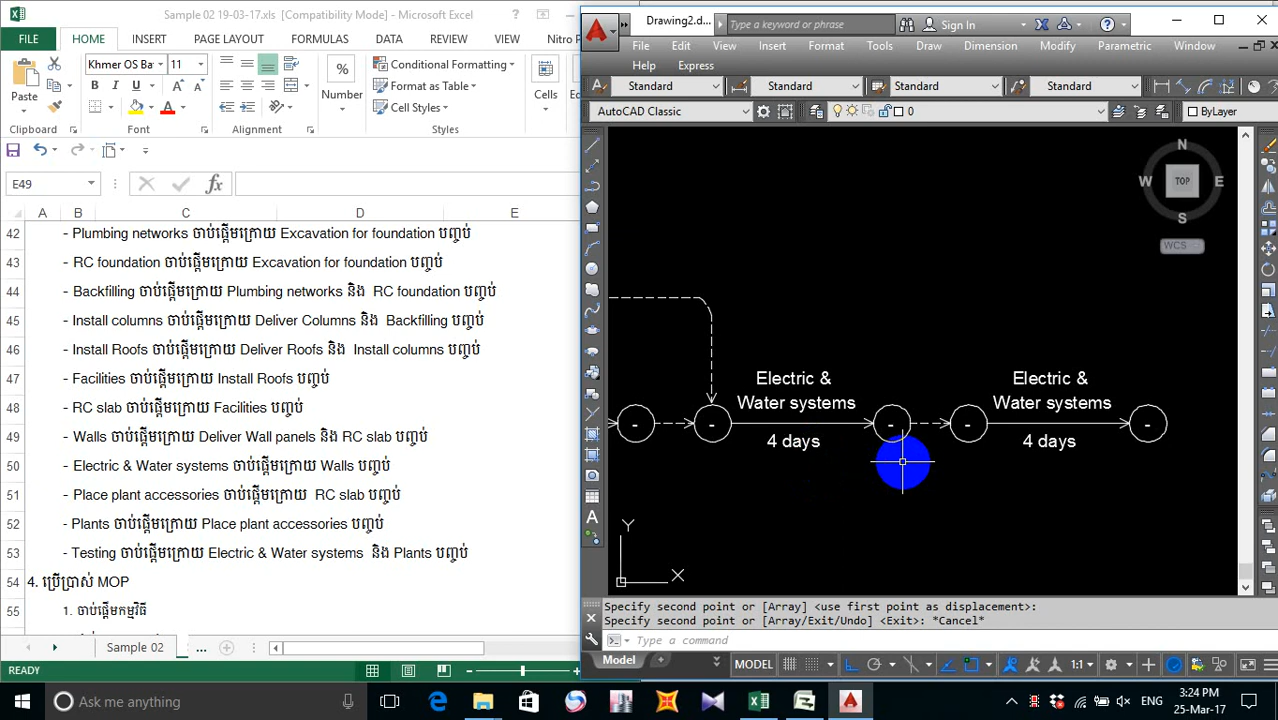 Sample 02 19-03-17.xls [Compatibility Mode] - Microsoft Excel
FILE HOME INSERT PAGE LAYOUT FORMULAS DATA REVIEW VIEW Nitro P
Khmer OS Ba 11
B I U
Paste
Clipboard Font Alignment
%
Number
Conditional Formatting
Format as Table
Cell Styles
Styles
Cells
Ed
E49
fx
A B C D E
42 - Plumbing networks ចាប់ផ្តើមក្រោយ Excavation for foundation បញ្ចប់
43 - RC foundation ចាប់ផ្តើមក្រោយ Excavation for foundation បញ្ចប់
44 - Backfilling ចាប់ផ្តើមក្រោយ Plumbing networks និង RC foundation បញ្ចប់
45 - Install columns ចាប់ផ្តើមក្រោយ Deliver Columns និង Backfilling បញ្ចប់
46 - Install Roofs ចាប់ផ្តើមក្រោយ Deliver Roofs និង Install columns បញ្ចប់
47 - Facilities ចាប់ផ្តើមក្រោយ Install Roofs បញ្ចប់
48 - RC slab ចាប់ផ្តើមក្រោយ Facilities បញ្ចប់
49 - Walls ចាប់ផ្តើមក្រោយ Deliver Wall panels និង RC slab បញ្ចប់
50 - Electric & Water systems ចាប់ផ្តើមក្រោយ Walls បញ្ចប់
51 - Place plant accessories ចាប់ផ្តើមក្រោយ RC slab បញ្ចប់
52 - Plants ចាប់ផ្តើមក្រោយ Place plant accessories បញ្ចប់
53 - Testing ចាប់ផ្តើមក្រោយ Electric & Water systems និង Plants បញ្ចប់
54 4. ប្រើប្រាស់ MOP
55 1. ចាប់ផ្តើមកម្មវិធី
Sample 02 ...
READY
Drawing2.d... Type a keyword or phrase Sign In
File Edit View Insert Format Tools Draw Dimension Modify Parametric Window
Help Express
Standard Standard Standard Standard
AutoCAD Classic 0 ByLayer
N
W TOP E
S
WCS
Electric &
Water systems
4 days
Electric &
Water systems
4 days
- - - - -
Y
X
Specify second point or [Array] <use first point as displacement>:
Specify second point or [Array/Exit/Undo] <Exit>: *Cancel*
Type a command
Model
MODEL 1:1
Ask me anything
ENG
3:24 PM
25-Mar-17